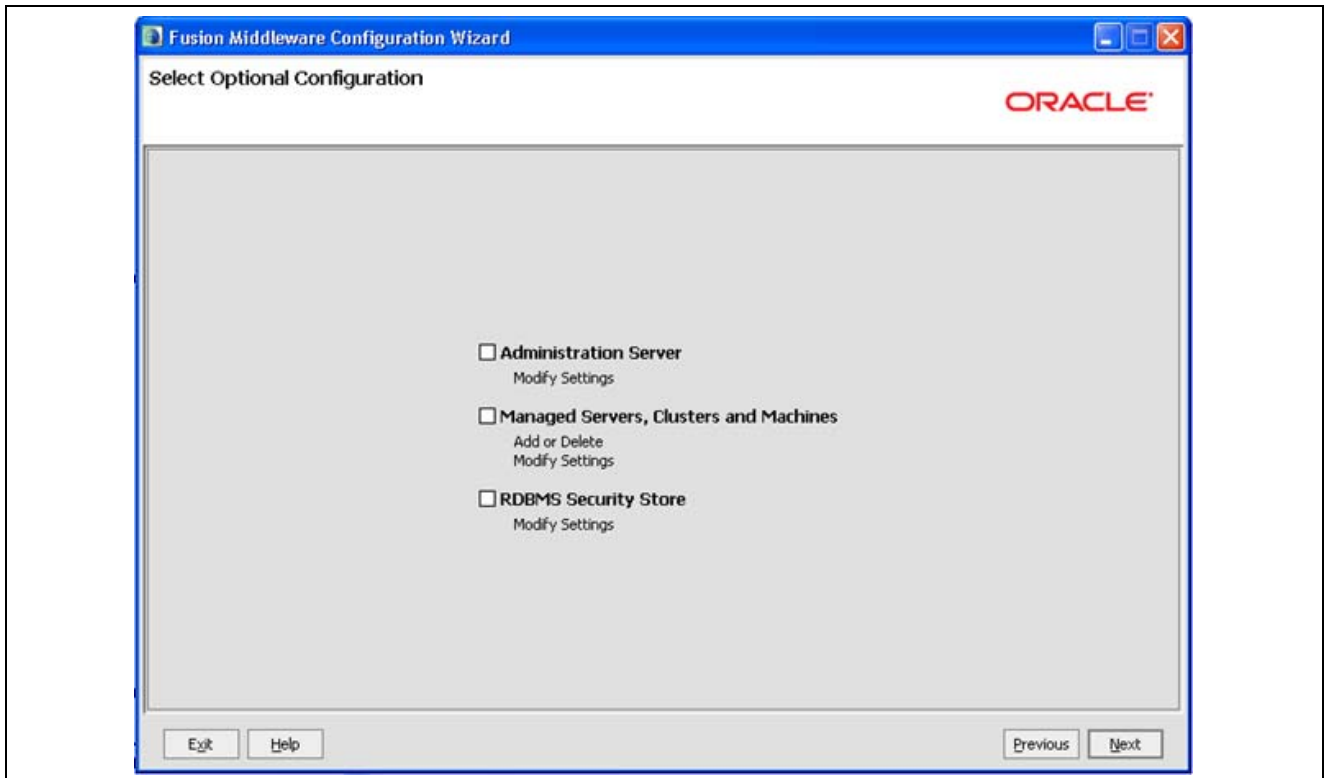 Fusion Middleware Configuration Wizard
Select Optional Configuration
ORACLE
Administration Server
Modify Settings
Managed Servers, Clusters and Machines
Add or Delete
Modify Settings
RDBMS Security Store
Modify Settings
Exit Help Previous Next